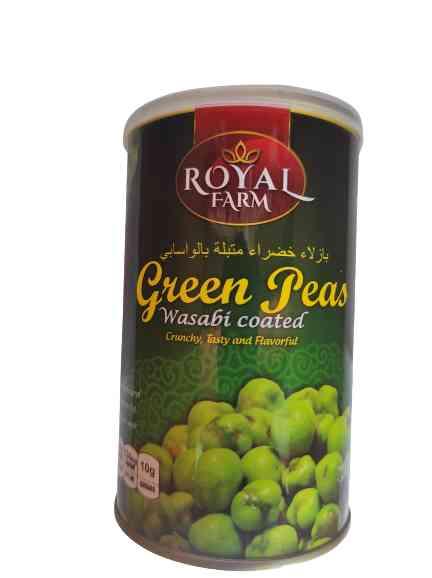 ROYAL
FARM
بازلاء خضراء متبلة بالواسابي
Green Peas
Wasabi coated
Crunchy, Tasty and Flavorful
10g